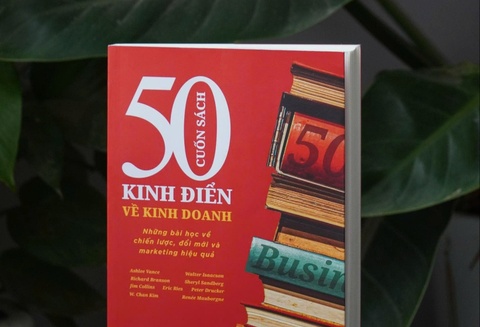 50
CUỐN SÁCH
KINH ĐIỂN
VỀ KINH DOANH
Những bài học về
chiến lược, đổi mới và
marketing hiệu quả
Ashlee Vance Walter Isaacson
Richard Branson Sheryl Sandberg
Jim Collins Eric Ries Peter Drucker
W. Chan Kim Renée Mauborgne
50
Busin